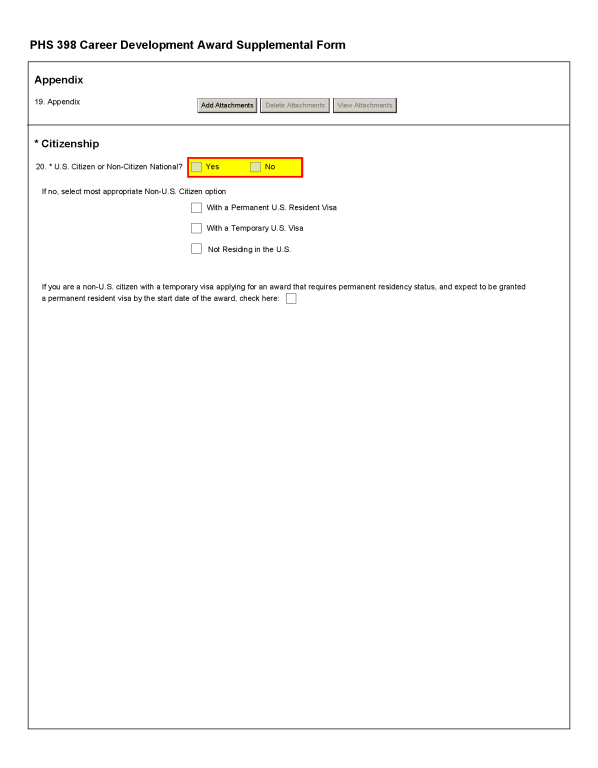 PHS 398 Career Development Award Supplemental Form
Appendix
19. Appendix
Add Attachments Delete Attachments View Attachments
* Citizenship
20. * U.S. Citizen or Non-Citizen National? Yes No
If no, select most appropriate Non-U.S. Citizen option
With a Permanent U.S. Resident Visa
With a Temporary U.S. Visa
Not Residing in the U.S.
If you are a non-U.S. citizen with a temporary visa applying for an award that requires permanent residency status, and expect to be granted
a permanent resident visa by the start date of the award, check here: